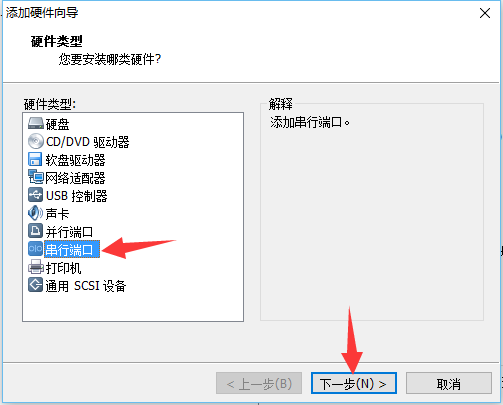 添加硬件向导
硬件类型
您要安装哪类硬件?
硬件类型:
硬盘
CD/DVD 驱动器
软盘驱动器
网络适配器
USB 控制器
声卡
并行端口
串行端口
打印机
通用 SCSI 设备
解释
添加串行端口。
< 上一步(B)
下一步(N) >
取消